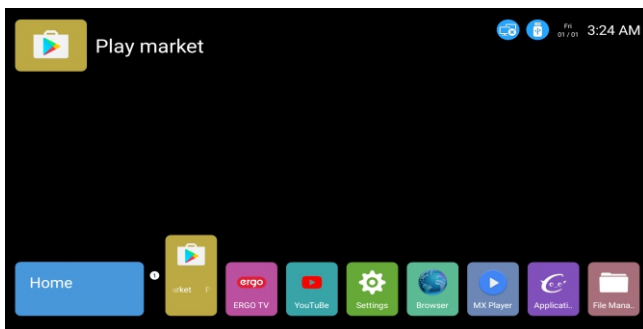 Play market
Fri
01 / 01
3:24 AM
Home
arket
F
ergo
ERGO TV
YouTuBe
Settings
Browser
MX Player
Applicati..
File Mana..